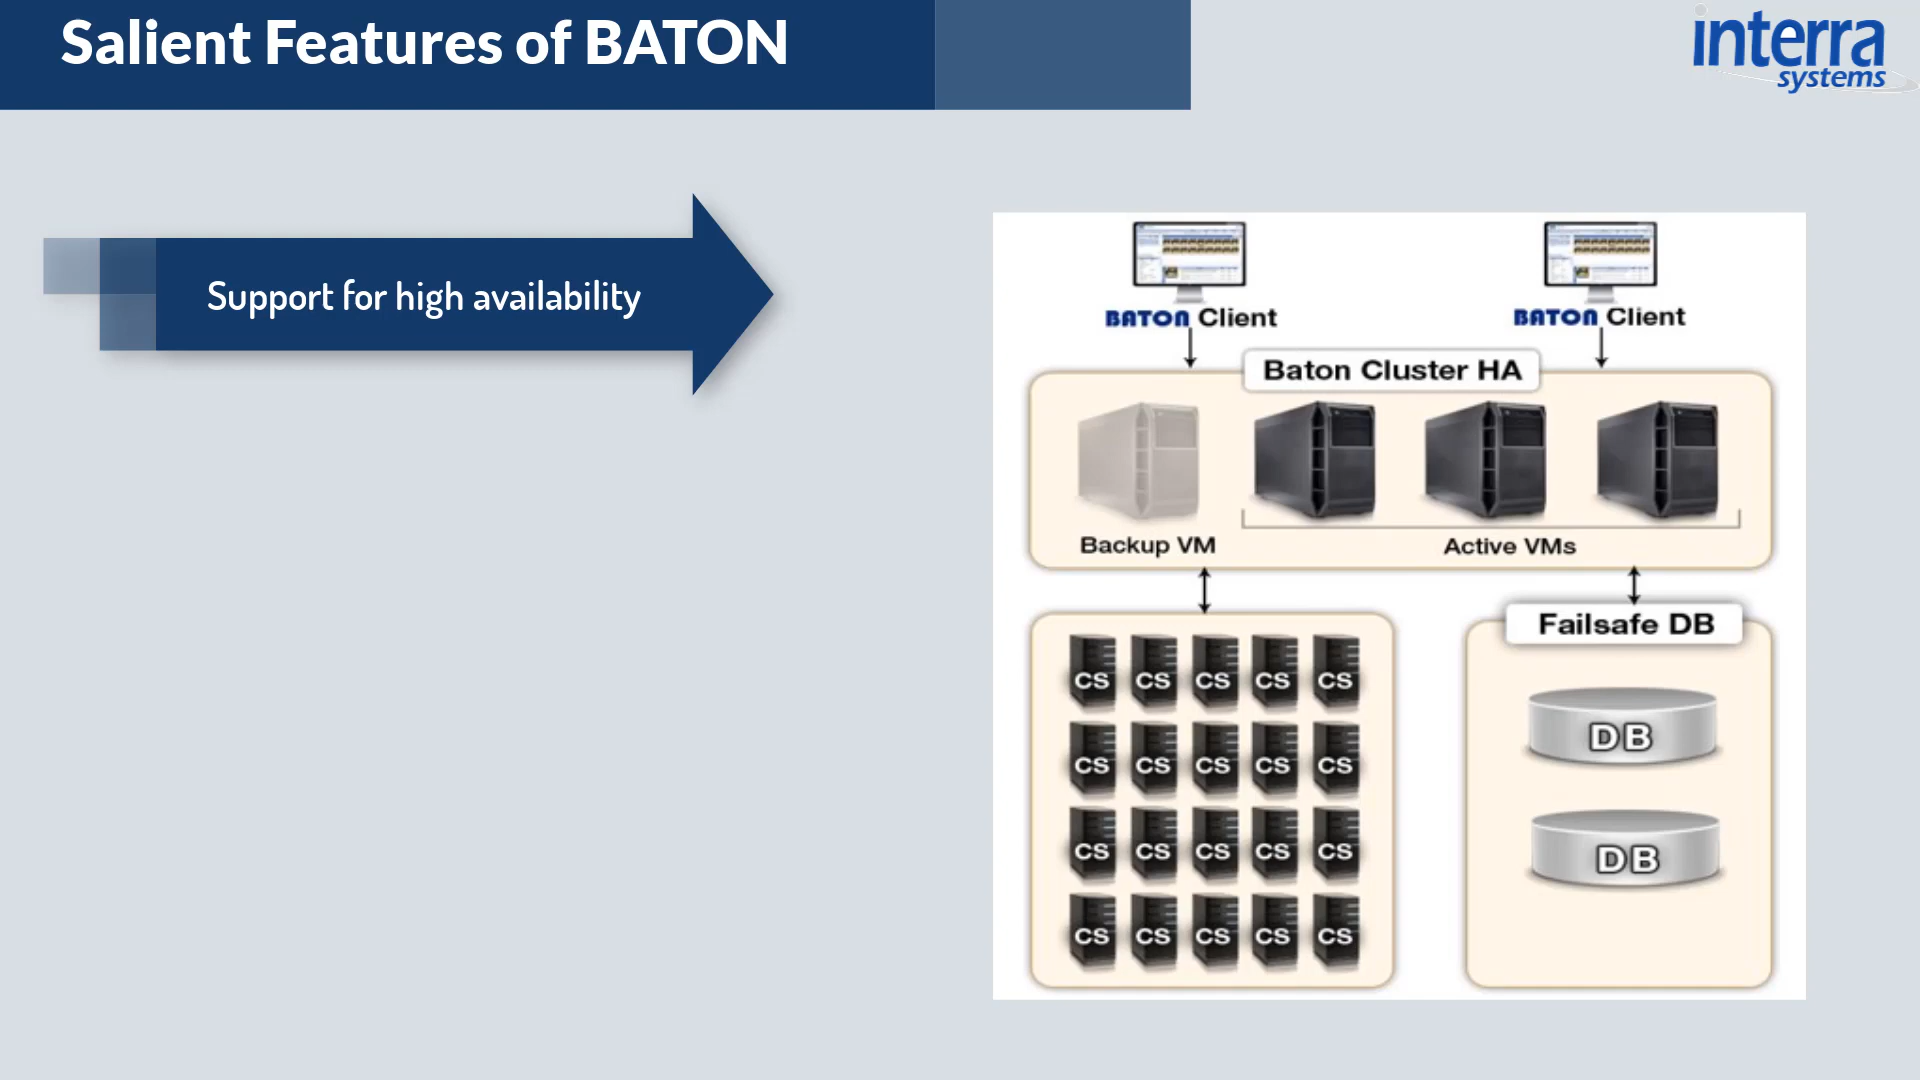 Salient Features of BATON
interra
systems
Support for high availability
BATON Client
BATON Client
Baton Cluster HA
Backup VM
Active VMs
Failsafe DB
CS CS CS CS CS
CS CS CS CS CS
CS CS CS CS CS
CS CS CS CS CS
DB
DB